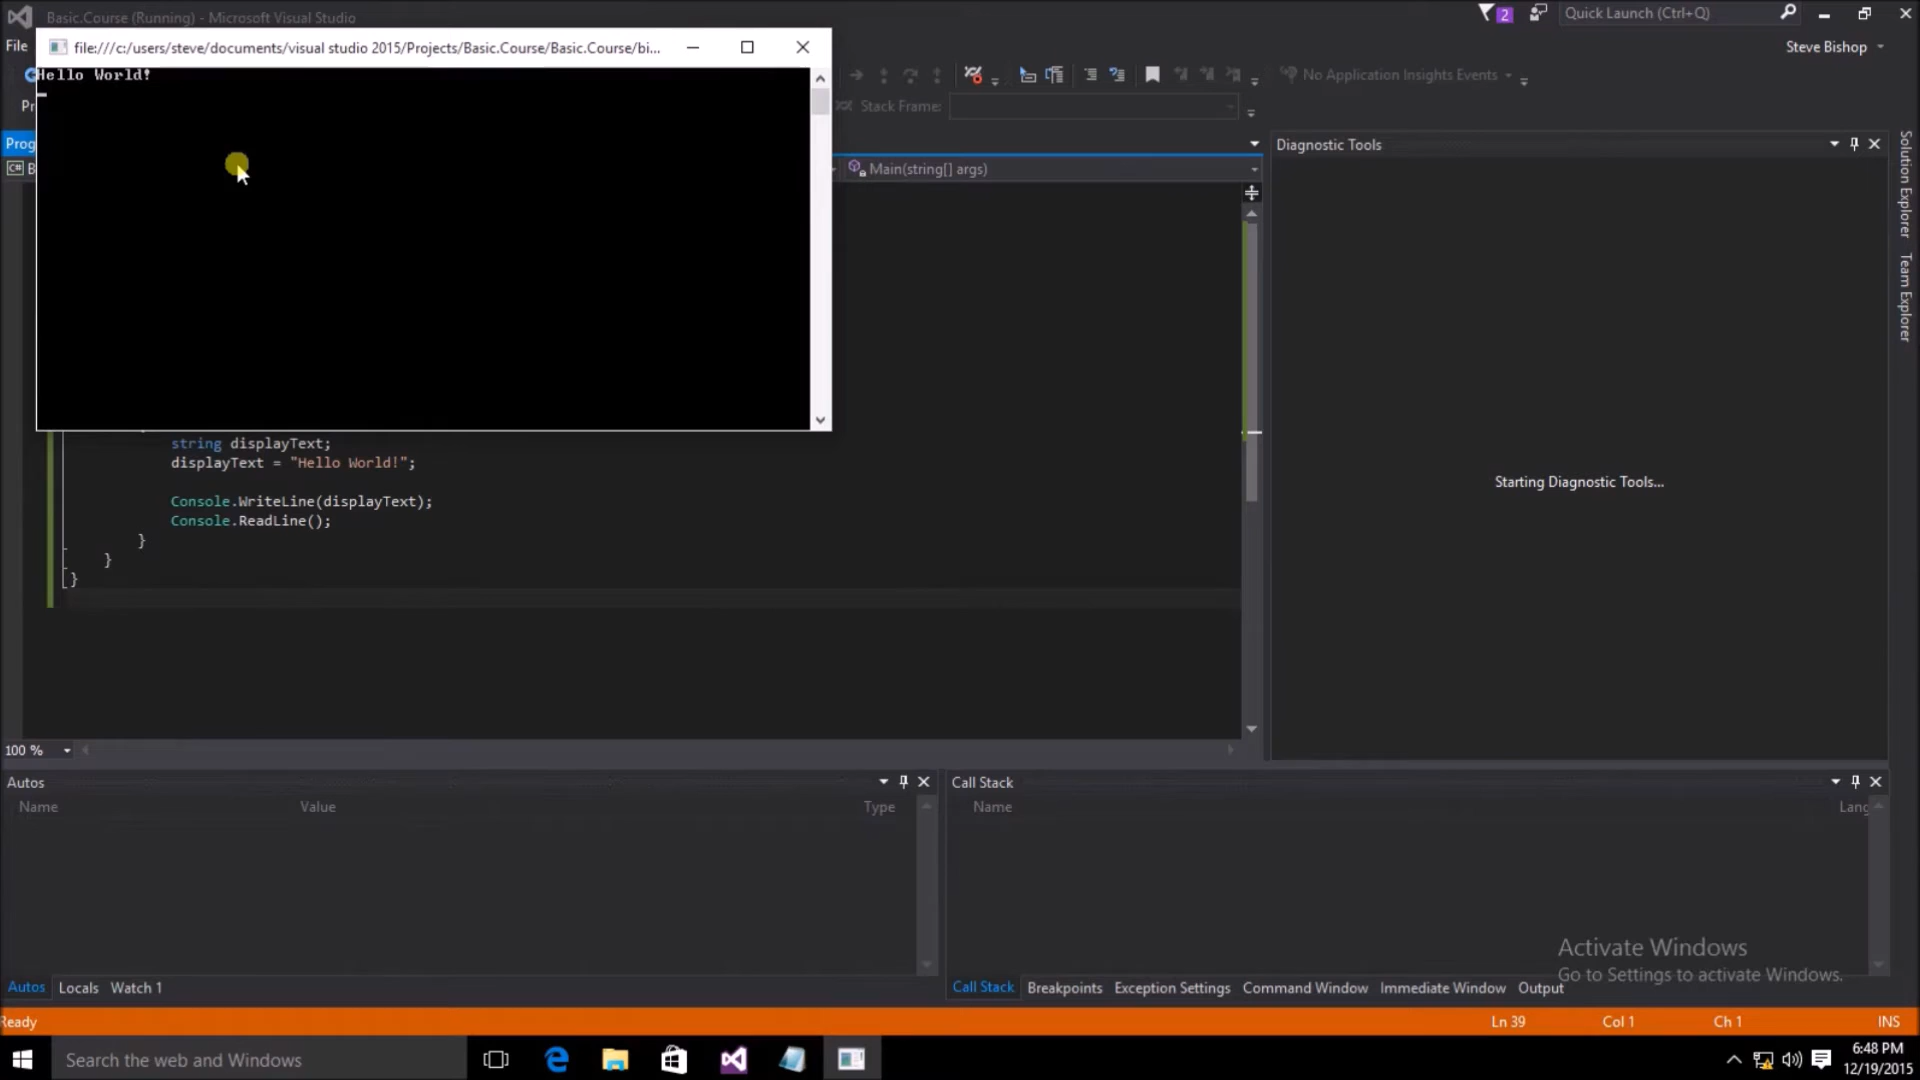 Basic.Course (Running) - Microsoft Visual Studio
2
Quick Launch (Ctrl+Q)
File
file:///c:/users/steve/documents/visual studio 2015/Projects/Basic.Course/Basic.Course/bi...
Steve Bishop
Hello World!
No Application Insights Events
Pr
Stack Frame:
Prog
Diagnostic Tools
C# B
Main(string[] args)
Solution Explorer
Team Explorer
string displayText;
displayText = "Hello World!";
Console.WriteLine(displayText);
Console.ReadLine();
}
}
}
Starting Diagnostic Tools...
100 %
Autos
Name Value Type
Call Stack
Name Lang
Activate Windows
Go to Settings to activate Windows.
Autos Locals Watch 1
Call Stack Breakpoints Exception Settings Command Window Immediate Window Output
Ready
Ln 39 Col 1 Ch 1 INS
Search the web and Windows
6:48 PM
12/19/2015